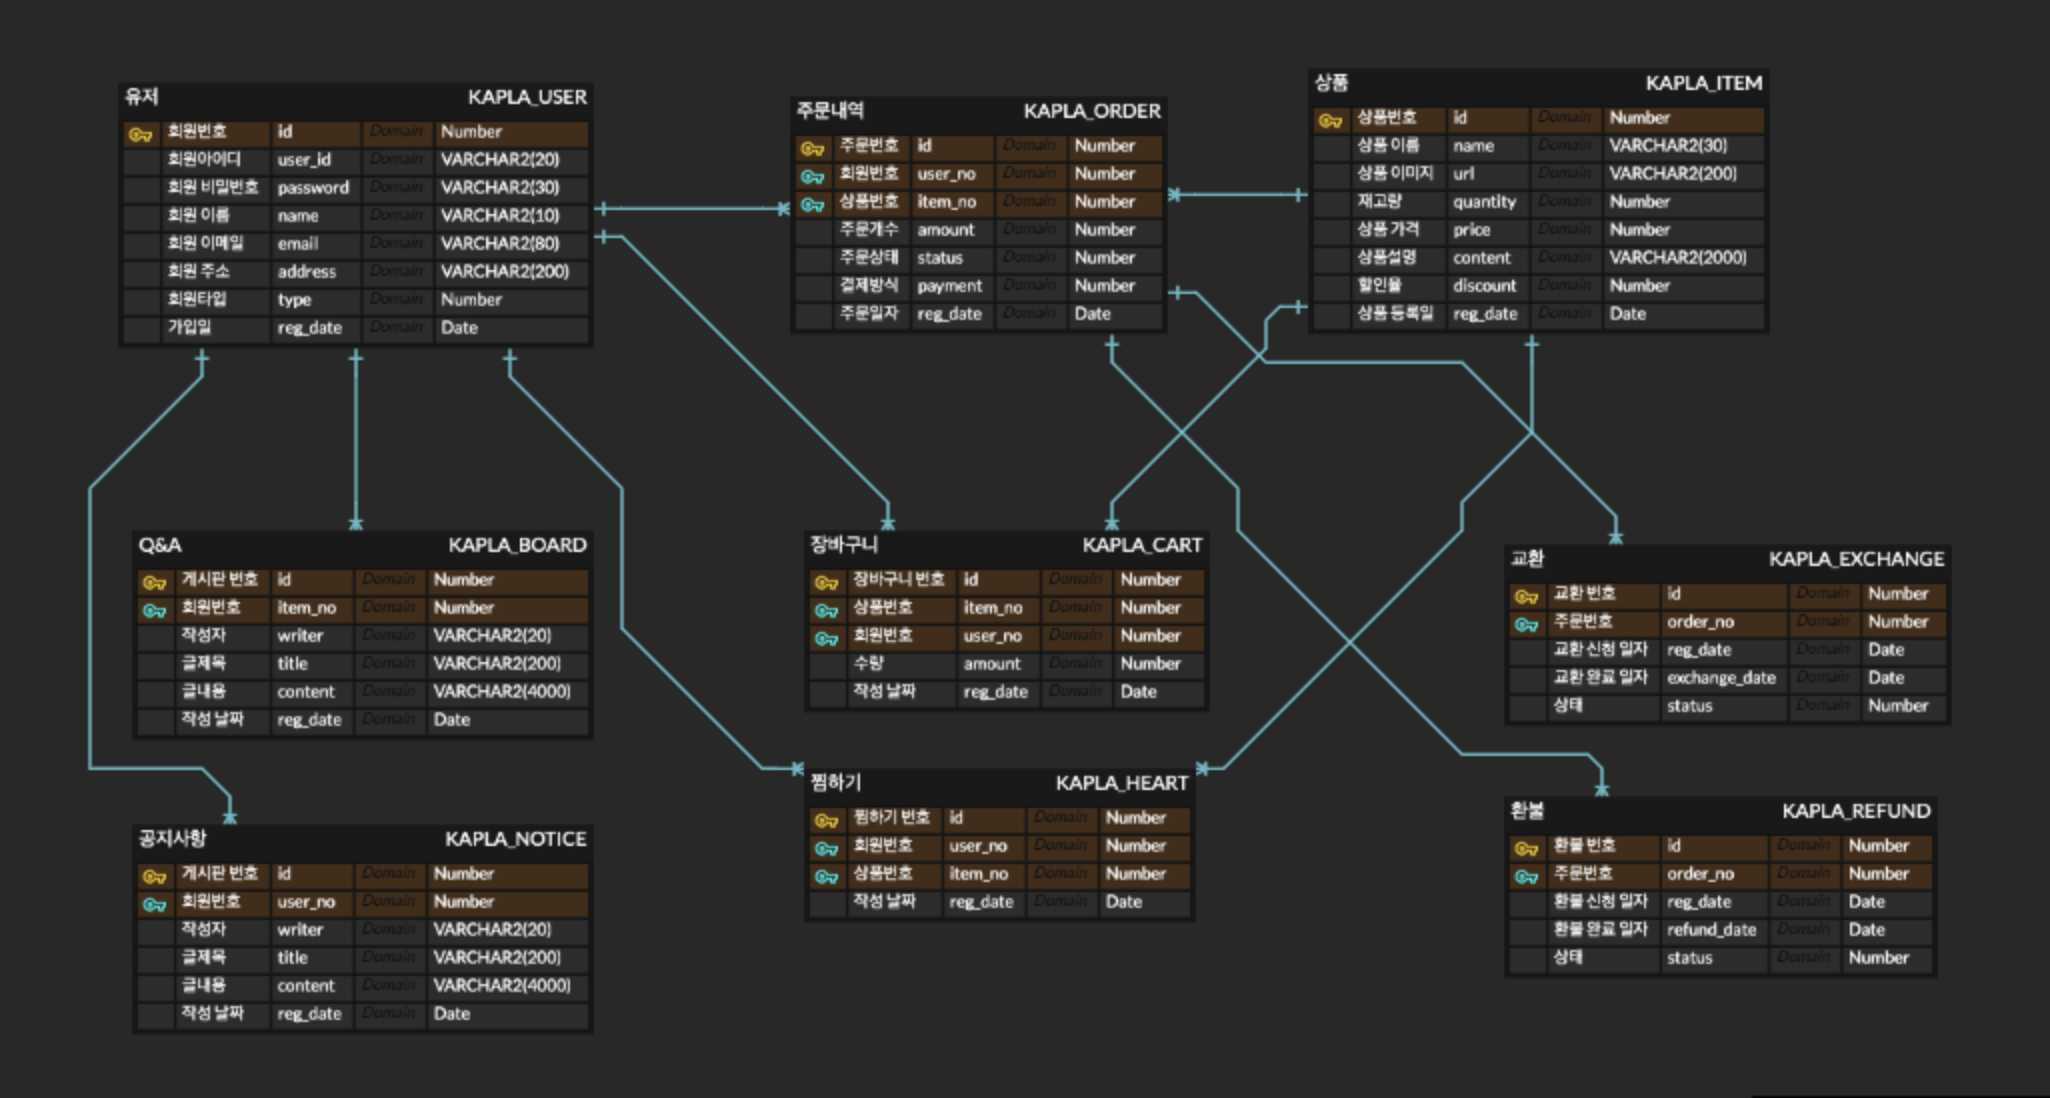 유저 KAPLA_USER
회원번호 id Domain Number
회원아이디 user_id Domain VARCHAR2(20)
회원 비밀번호 password Domain VARCHAR2(30)
회원 이름 name Domain VARCHAR2(10)
회원 이메일 email Domain VARCHAR2(80)
회원 주소 address Domain VARCHAR2(200)
회원타입 type Domain Number
가입일 reg_date Domain Date
주문내역 KAPLA_ORDER
주문번호 id Domain Number
회원번호 user_no Domain Number
상품번호 item_no Domain Number
주문개수 amount Domain Number
주문상태 status Domain Number
결제방식 payment Domain Number
주문일자 reg_date Domain Date
상품 KAPLA_ITEM
상품번호 id Domain Number
상품 이름 name Domain VARCHAR2(30)
상품 이미지 url Domain VARCHAR2(200)
재고량 quantity Domain Number
상품 가격 price Domain Number
상품설명 content Domain VARCHAR2(2000)
할인율 discount Domain Number
상품 등록일 reg_date Domain Date
Q&A KAPLA_BOARD
게시판 번호 id Domain Number
회원번호 item_no Domain Number
작성자 writer Domain VARCHAR2(20)
글제목 title Domain VARCHAR2(200)
글내용 content Domain VARCHAR2(4000)
작성 날짜 reg_date Domain Date
장바구니 KAPLA_CART
장바구니 번호 id Domain Number
상품번호 item_no Domain Number
회원번호 user_no Domain Number
수량 amount Domain Number
작성 날짜 reg_date Domain Date
교환 KAPLA_EXCHANGE
교환 번호 id Domain Number
주문번호 order_no Domain Number
교환 신청 일자 reg_date Domain Date
교환 완료 일자 exchange_date Domain Date
상태 status Domain Number
공지사항 KAPLA_NOTICE
게시판 번호 id Domain Number
회원번호 user_no Domain Number
작성자 writer Domain VARCHAR2(20)
글제목 title Domain VARCHAR2(200)
글내용 content Domain VARCHAR2(4000)
작성 날짜 reg_date Domain Date
찜하기 KAPLA_HEART
찜하기 번호 id Domain Number
회원번호 user_no Domain Number
상품번호 item_no Domain Number
작성 날짜 reg_date Domain Date
환불 KAPLA_REFUND
환불 번호 id Domain Number
주문번호 order_no Domain Number
환불 신청 일자 reg_date Domain Date
환불 완료 일자 refund_date Domain Date
상태 status Domain Number